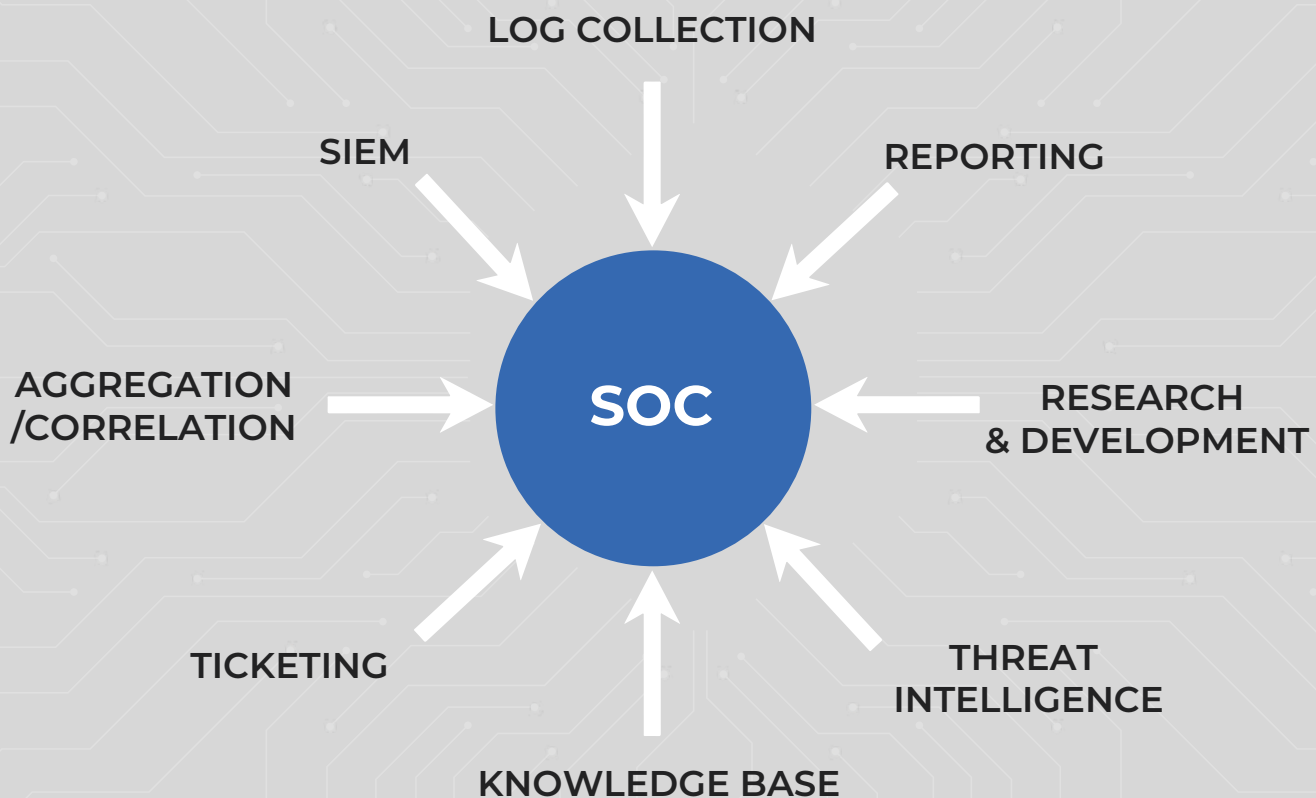 LOG COLLECTION
SIEM
REPORTING
AGGREGATION
/CORRELATION
SOC
RESEARCH
& DEVELOPMENT
TICKETING
THREAT
INTELLIGENCE
KNOWLEDGE BASE